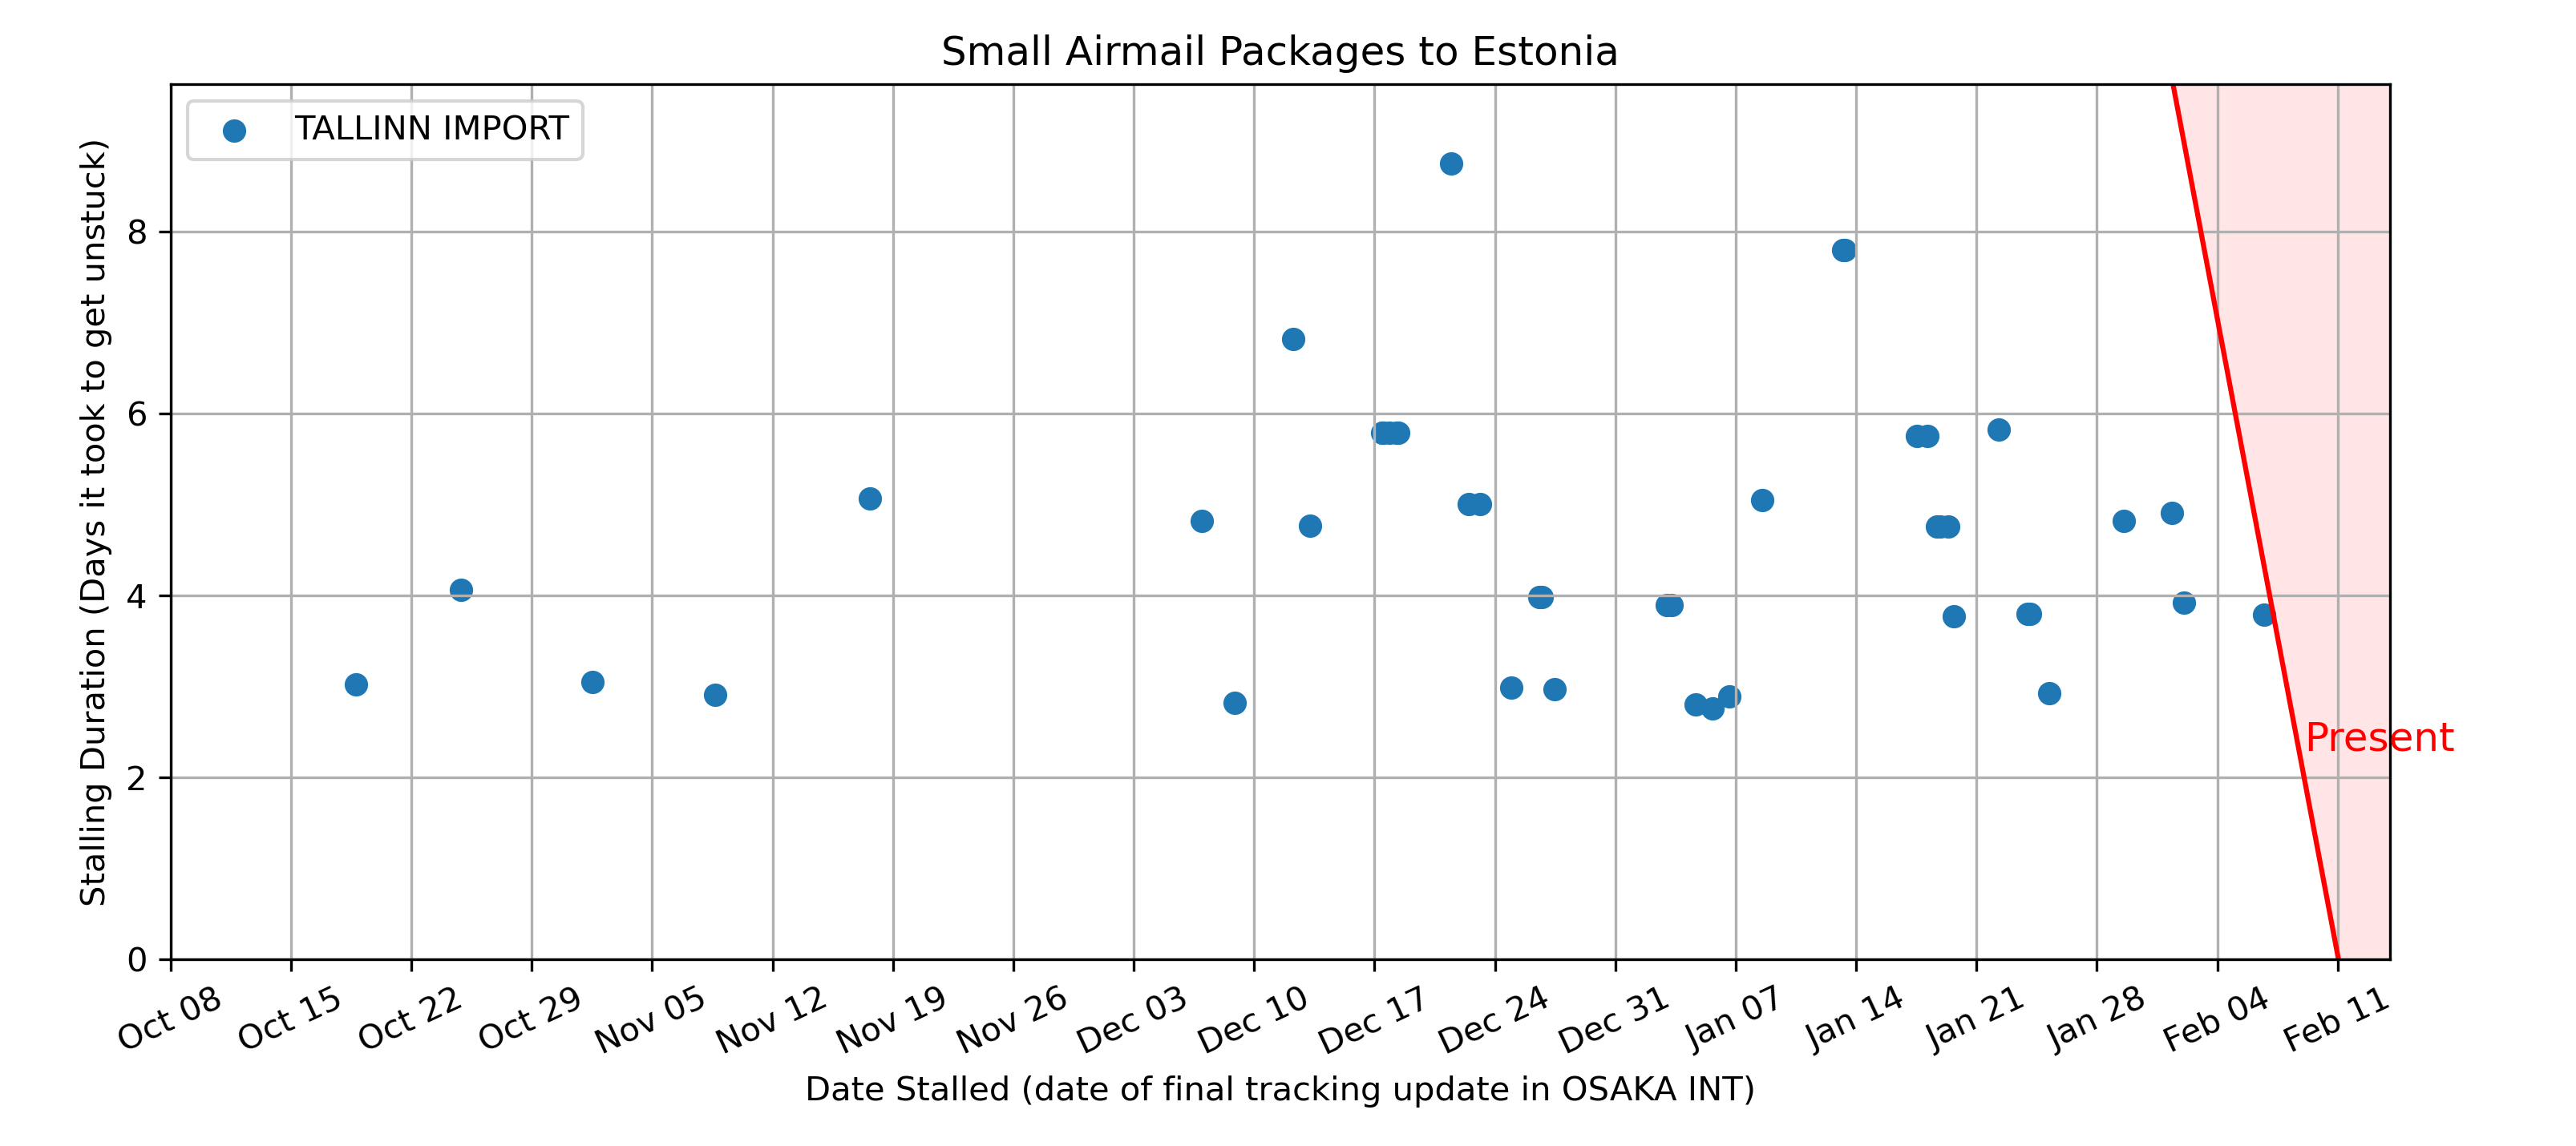 Small Airmail Packages to Estonia
TALLINN IMPORT
Stalling Duration (Days it took to get unstuck)
8
6
4
2
0
Present
Oct 08 Oct 15 Oct 22 Oct 29 Nov 05 Nov 12 Nov 19 Nov 26 Dec 03 Dec 10 Dec 17 Dec 24 Dec 31 Jan 07 Jan 14 Jan 21 Jan 28 Feb 04 Feb 11
Date Stalled (date of final tracking update in OSAKA INT)